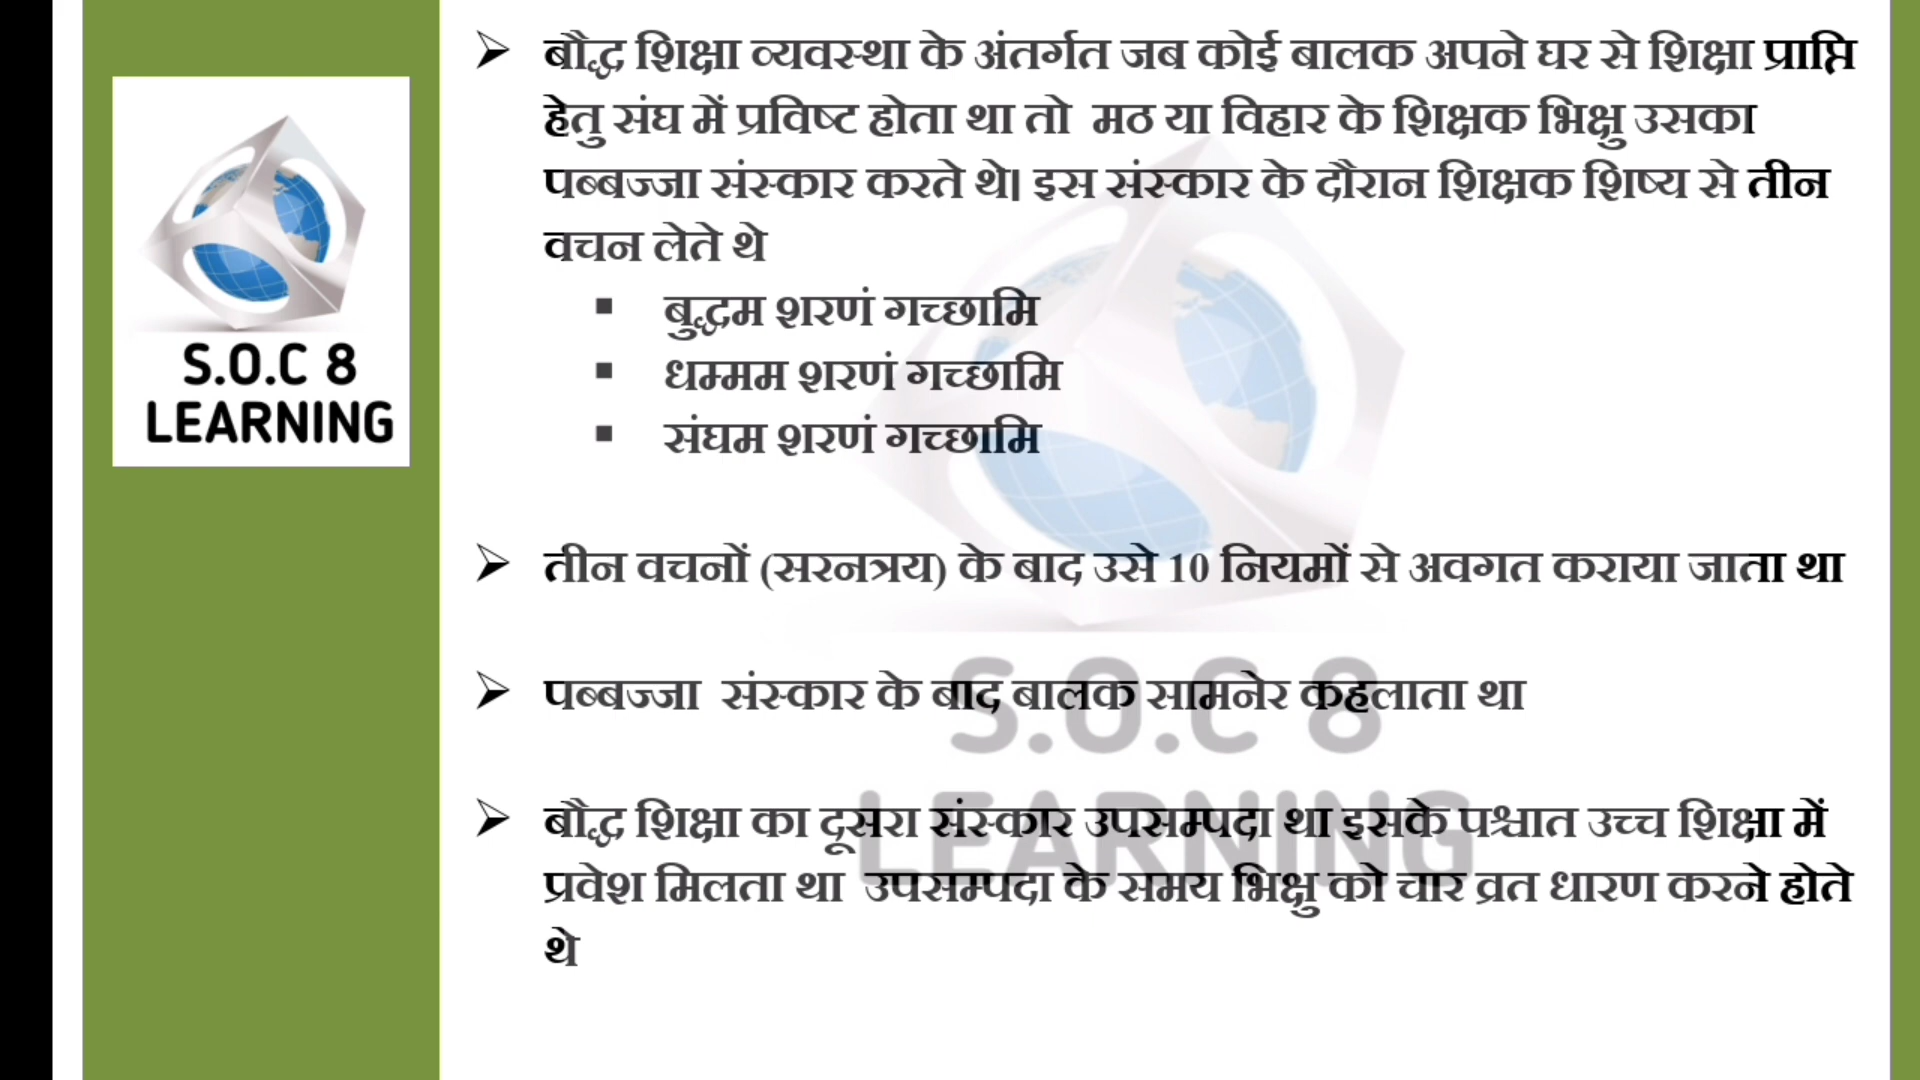 S.O.C 8
LEARNING
➢ बौद्ध शिक्षा व्यवस्था के अंतर्गत जब कोई बालक अपने घर से शिक्षा प्राप्ति
हेतु संघ में प्रविष्ट होता था तो मठ या विहार के शिक्षक भिक्षु उसका
पब्बज्जा संस्कार करते थे। इस संस्कार के दौरान शिक्षक शिष्य से तीन
वचन लेते थे
▪ बुद्धम शरणं गच्छामि
▪ धम्मम शरणं गच्छामि
▪ संघम शरणं गच्छामि
➢ तीन वचनों (सरनत्रय) के बाद उसे 10 नियमों से अवगत कराया जाता था
➢ पब्बज्जा संस्कार के बाद बालक सामनेर कहलाता था
➢ बौद्ध शिक्षा का दूसरा संस्कार उपसम्पदा था इसके पश्चात उच्च शिक्षा में
प्रवेश मिलता था उपसम्पदा के समय भिक्षु को चार व्रत धारण करने होते
थे
S.O.C 8
LEARNING